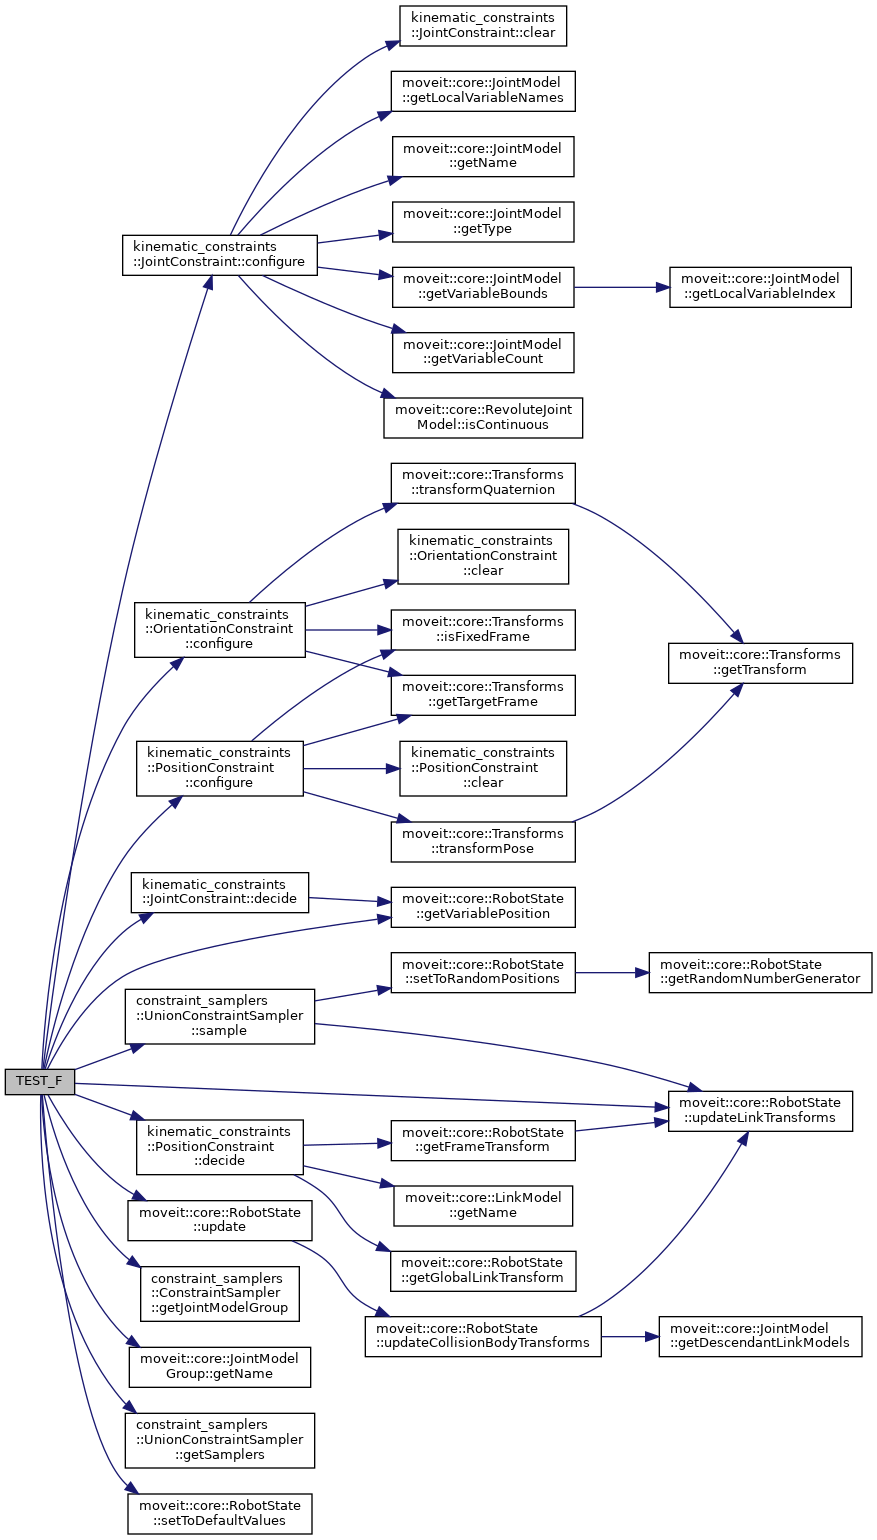 kinematic_constraints
::JointConstraint::clear
moveit::core::JointModel
::getLocalVariableNames
moveit::core::JointModel
::getName
moveit::core::JointModel
::getType
kinematic_constraints
::JointConstraint::configure
moveit::core::JointModel
::getVariableBounds
moveit::core::JointModel
::getLocalVariableIndex
moveit::core::JointModel
::getVariableCount
moveit::core::RevoluteJoint
Model::isContinuous
moveit::core::Transforms
::transformQuaternion
kinematic_constraints
::OrientationConstraint
::clear
kinematic_constraints
::OrientationConstraint
::configure
moveit::core::Transforms
::isFixedFrame
moveit::core::Transforms
::getTransform
moveit::core::Transforms
::getTargetFrame
kinematic_constraints
::PositionConstraint
::configure
kinematic_constraints
::PositionConstraint
::clear
moveit::core::Transforms
::transformPose
kinematic_constraints
::JointConstraint::decide
moveit::core::RobotState
::getVariablePosition
moveit::core::RobotState
::setToRandomPositions
moveit::core::RobotState
::getRandomNumberGenerator
constraint_samplers
::UnionConstraintSampler
::sample
TEST_F
moveit::core::RobotState
::updateLinkTransforms
kinematic_constraints
::PositionConstraint
::decide
moveit::core::RobotState
::getFrameTransform
moveit::core::LinkModel
::getName
moveit::core::RobotState
::update
moveit::core::RobotState
::getGlobalLinkTransform
constraint_samplers
::ConstraintSampler
::getJointModelGroup
moveit::core::RobotState
::updateCollisionBodyTransforms
moveit::core::JointModel
::getDescendantLinkModels
moveit::core::JointModel
Group::getName
constraint_samplers
::UnionConstraintSampler
::getSamplers
moveit::core::RobotState
::setToDefaultValues